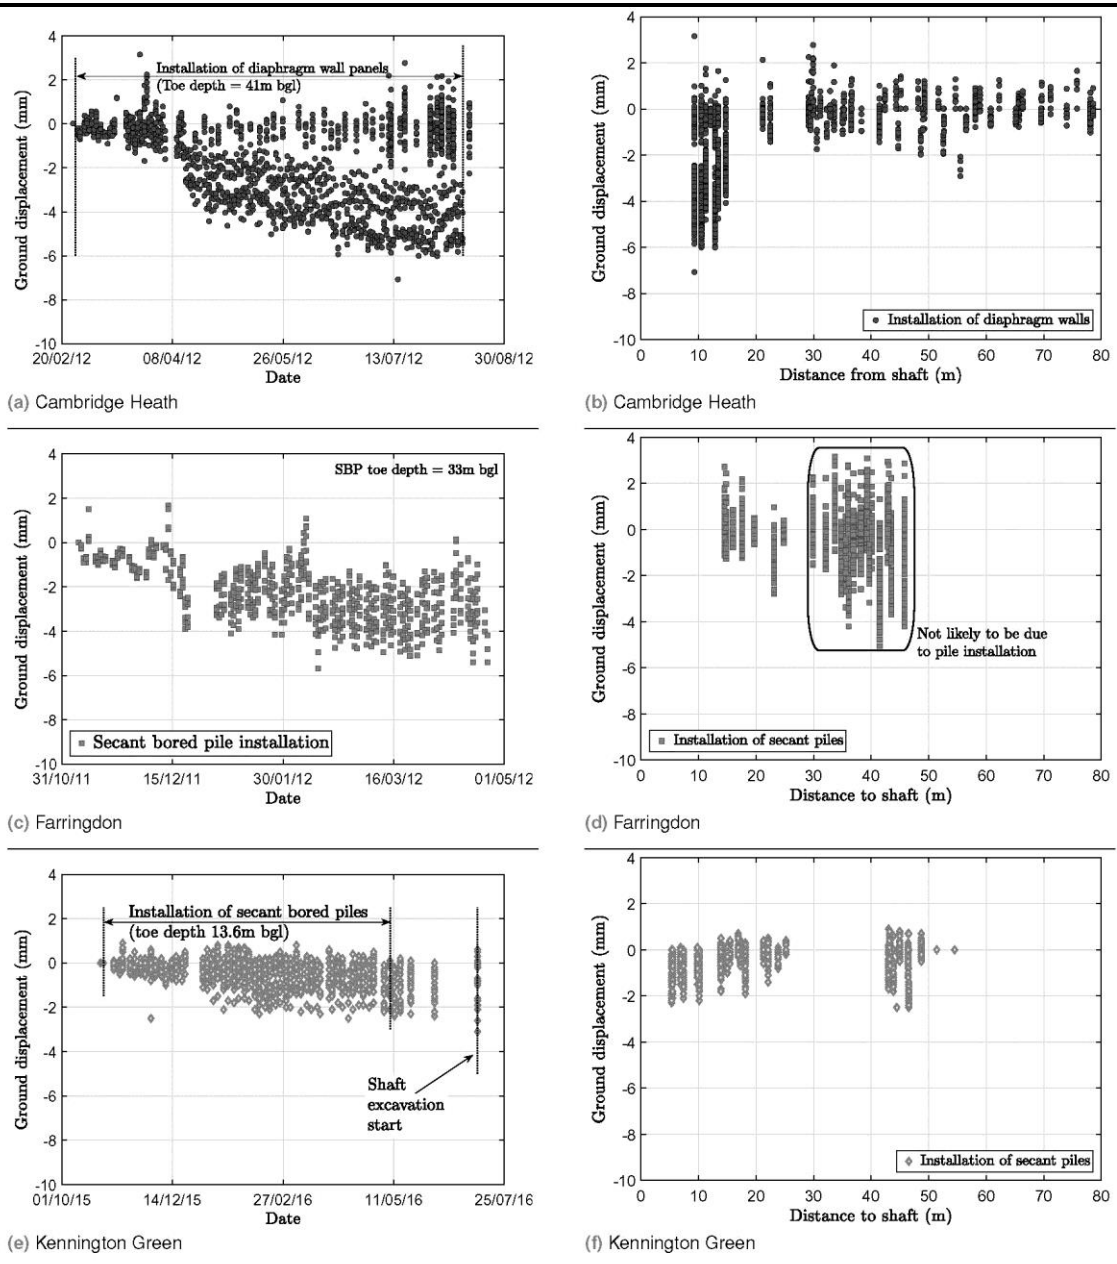 4
2
0
-2
-4
-6
-8
-10
Ground displacement (mm)
Installation of diaphragm wall panels
(Toe depth = 41m bgl)
20/02/12 08/04/12 26/05/12 13/07/12 30/08/12
Date
(a) Cambridge Heath
4
2
0
-2
-4
-6
-8
-10
Ground displacement (mm)
Installation of diaphragm walls
0 10 20 30 40 50 60 70 80
Distance from shaft (m)
(b) Cambridge Heath
4
2
0
-2
-4
-6
-8
-10
Ground displacement (mm)
SBP toe depth = 33m bgl
Secant bored pile installation
31/10/11 15/12/11 30/01/12 16/03/12 01/05/12
Date
(c) Farringdon
4
2
0
-2
-4
-6
-8
-10
Ground displacement (mm)
Not likely to be due
to pile installation
Installation of secant piles
0 10 20 30 40 50 60 70 80
Distance to shaft (m)
(d) Farringdon
4
2
0
-2
-4
-6
-8
-10
Ground displacement (mm)
Installation of secant bored piles
(toe depth 13.6m bgl)
Shaft
excavation
start
01/10/15 14/12/15 27/02/16 11/05/16 25/07/16
Date
(e) Kennington Green
4
2
0
-2
-4
-6
-8
-10
Ground displacement (mm)
Installation of secant piles
0 10 20 30 40 50 60 70 80
Distance to shaft (m)
(f) Kennington Green